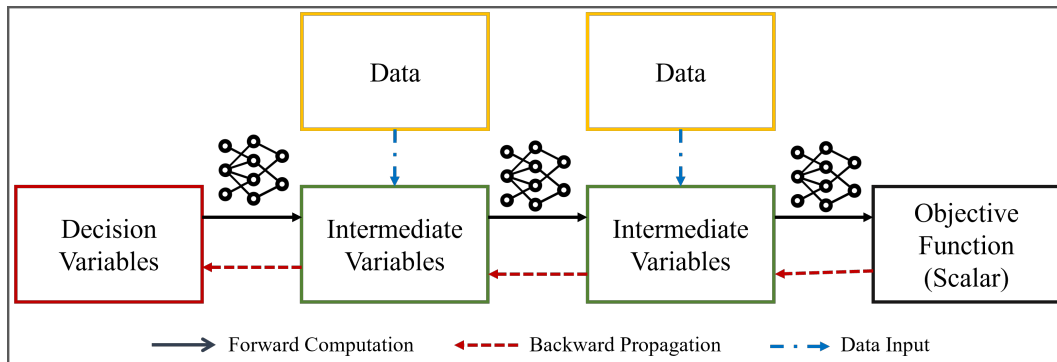 Data
Data
Decision
Variables
Intermediate
Variables
Intermediate
Variables
Objective
Function
(Scalar)
Forward Computation
Backward Propagation
Data Input